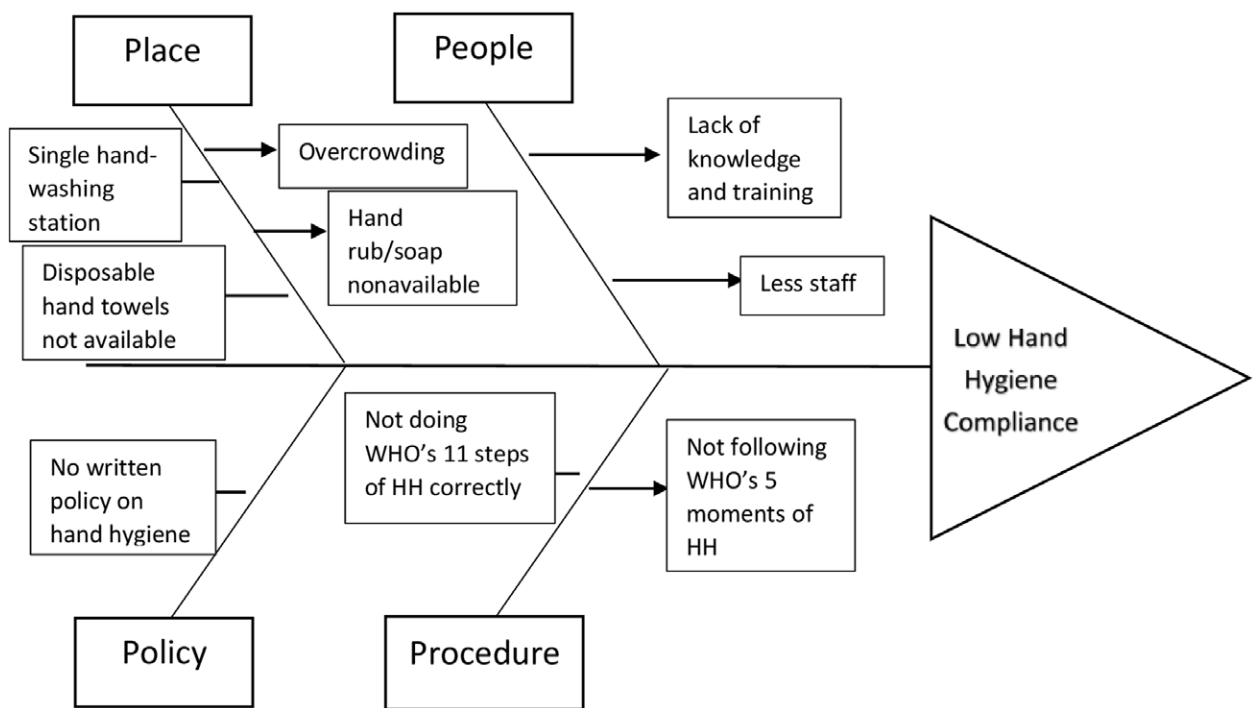 Place
People
Single hand-
washing
station
Overcrowding
Lack of
knowledge
and training
Hand
rub/soap
nonavailable
Disposable
hand towels
not available
Less staff
Low Hand
Hygiene
Compliance
No written
policy on
hand hygiene
Not doing
WHO’s 11 steps
of HH correctly
Not following
WHO’s 5
moments of
HH
Policy
Procedure